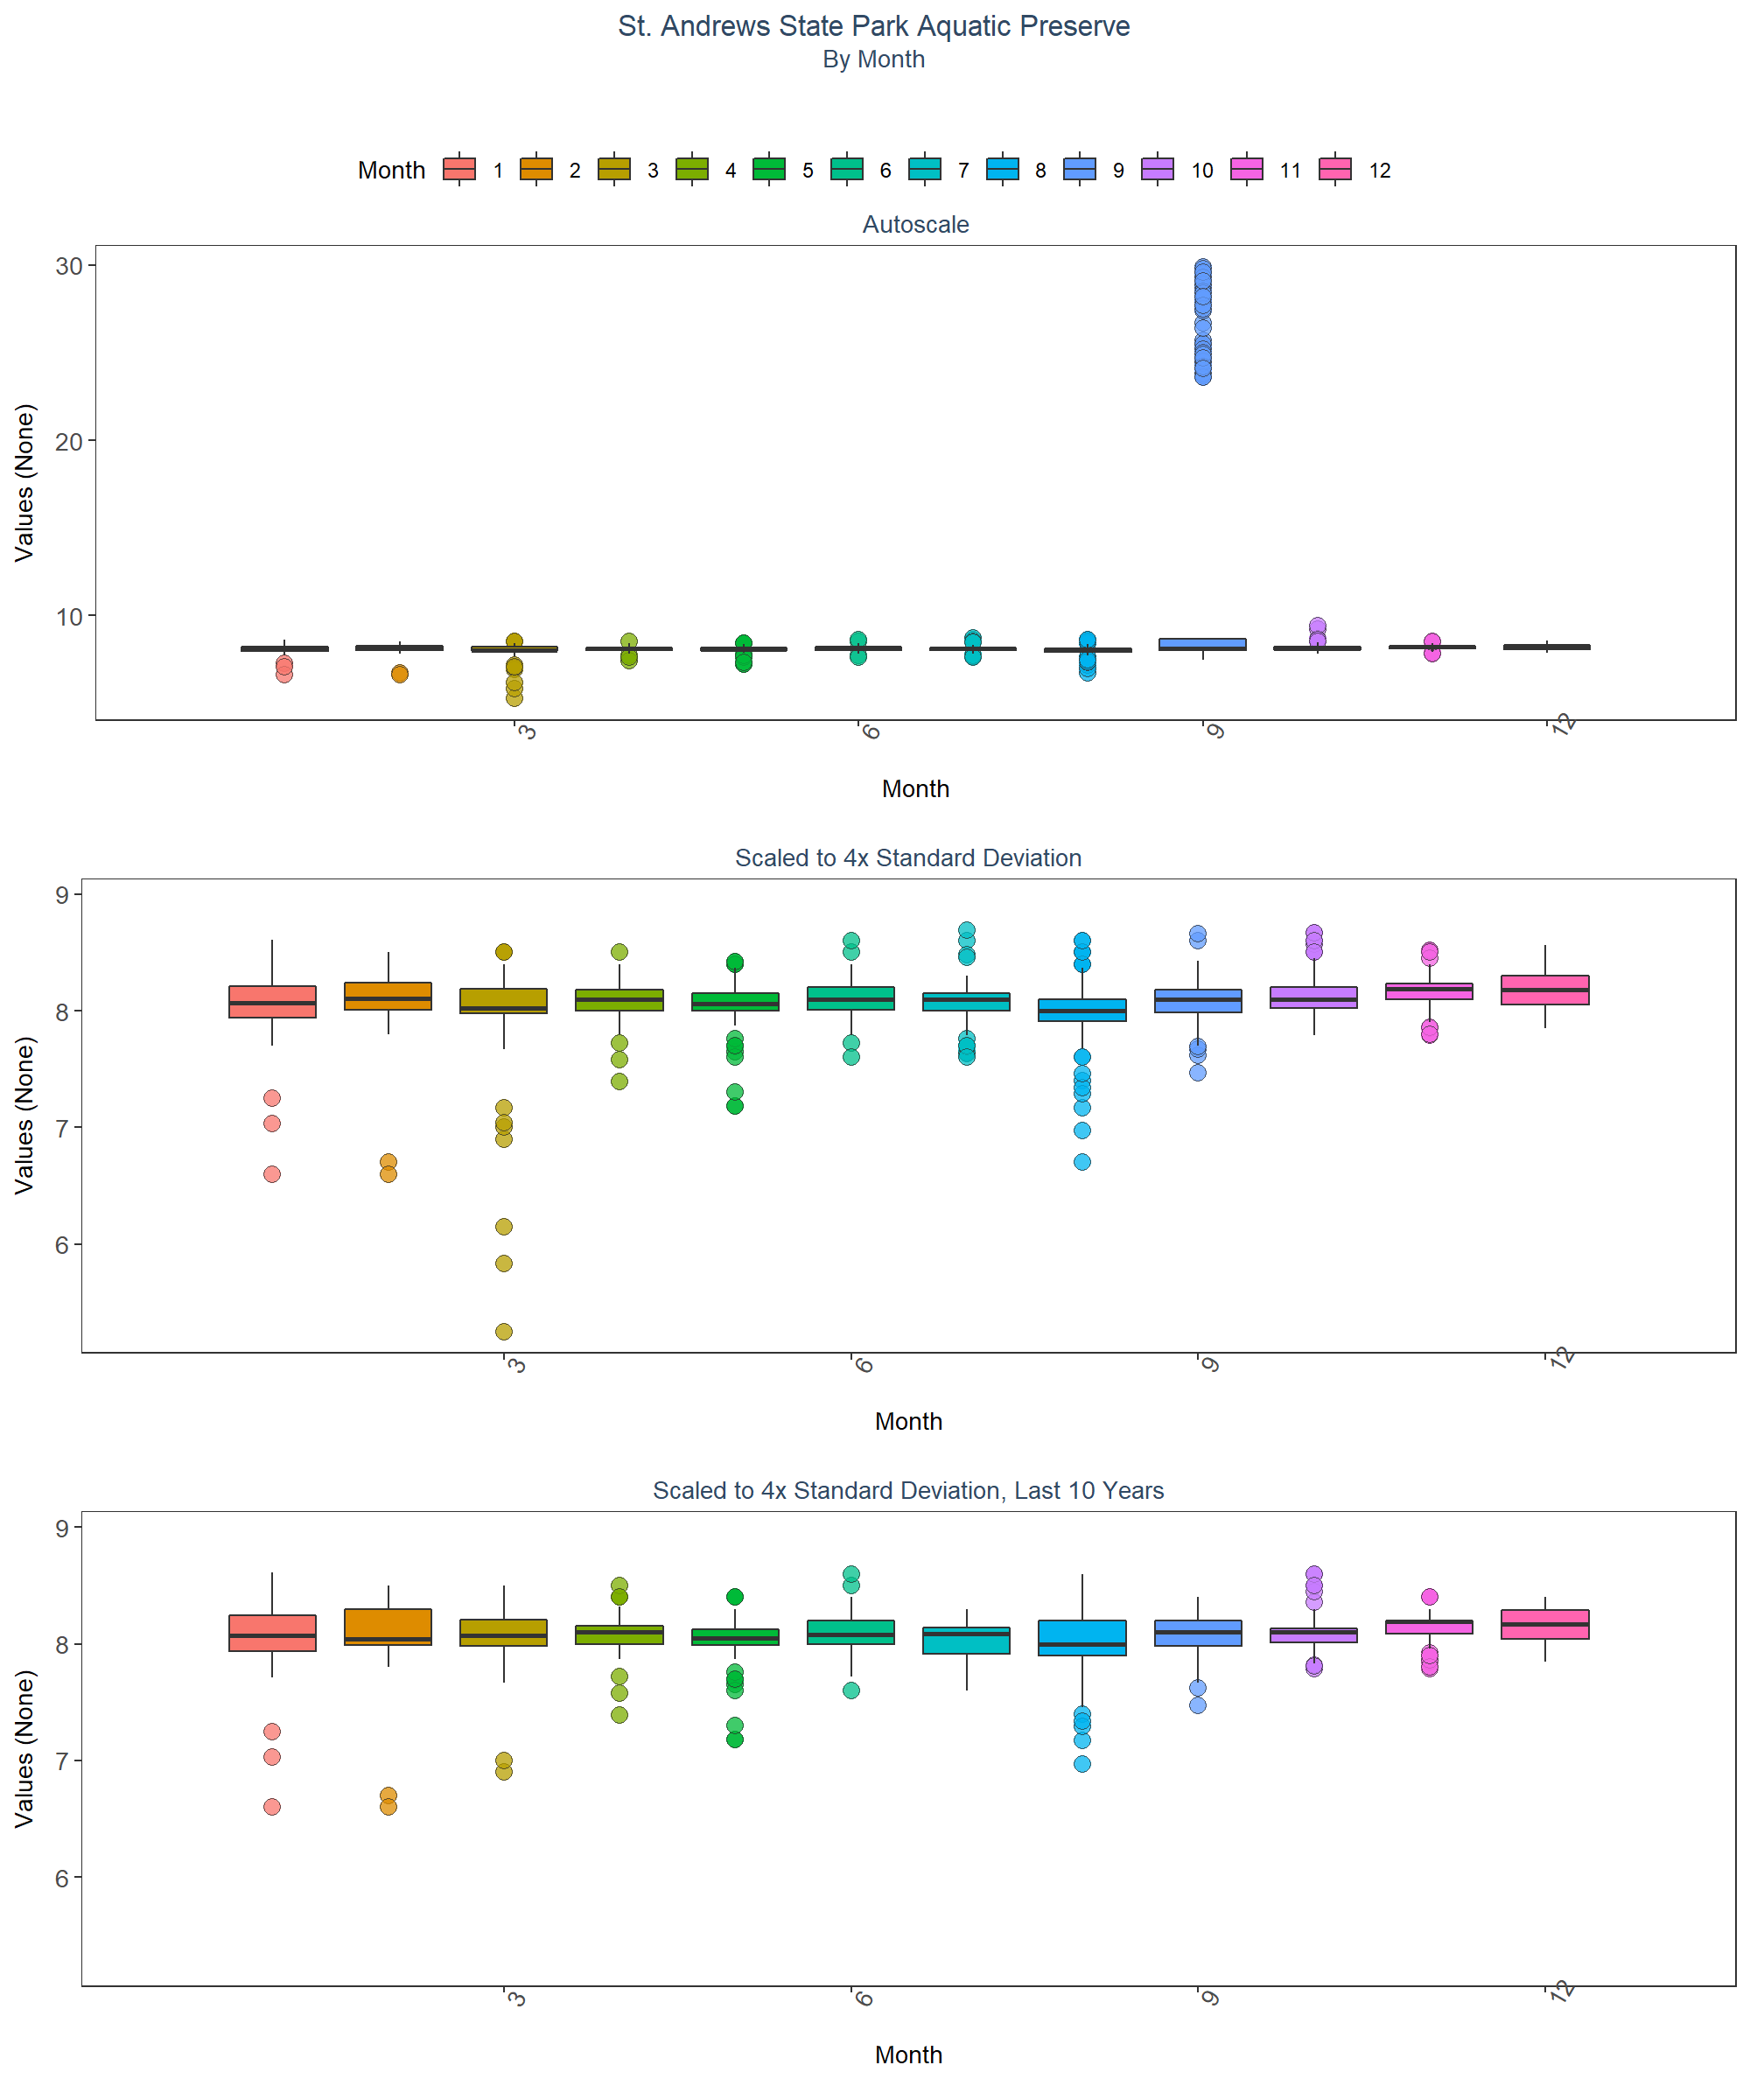 St. Andrews State Park Aquatic Preserve
By Month
Month 1 2 3 4 5 6 7 8 9 10 11 12
Autoscale
Values (None)
30
20
10
3 6 9 12
Month
Scaled to 4x Standard Deviation
Values (None)
9
8
7
6
3 6 9 12
Month
Scaled to 4x Standard Deviation, Last 10 Years
Values (None)
9
8
7
6
3 6 9 12
Month